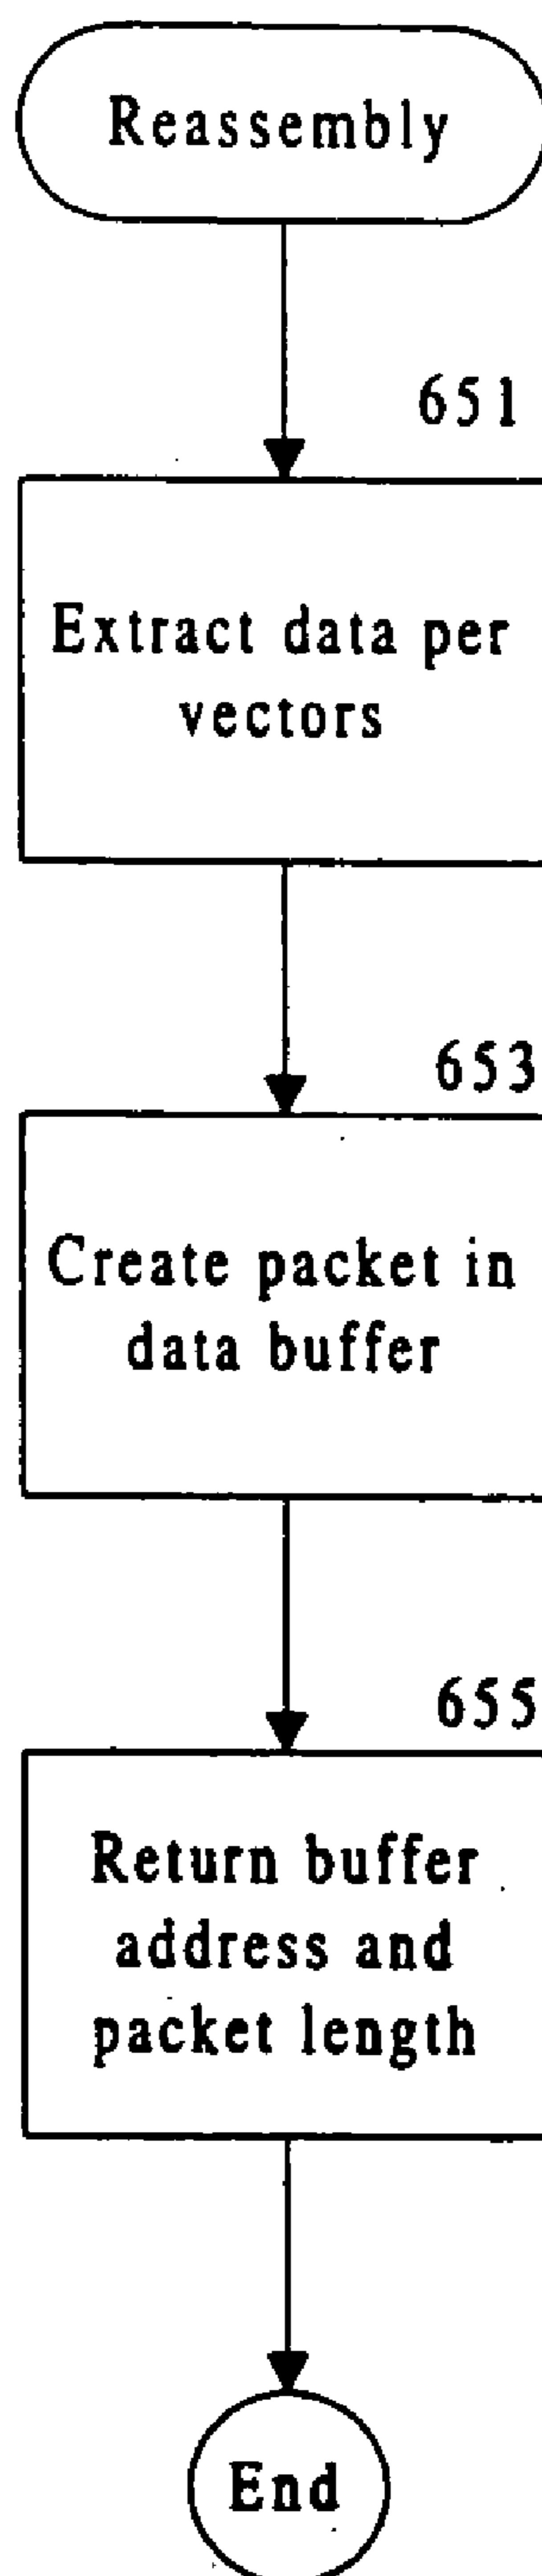 Reassembly
651
Extract data per
vectors
653
Create packet in
data buffer
655
Return buffer
address and
packet length
End